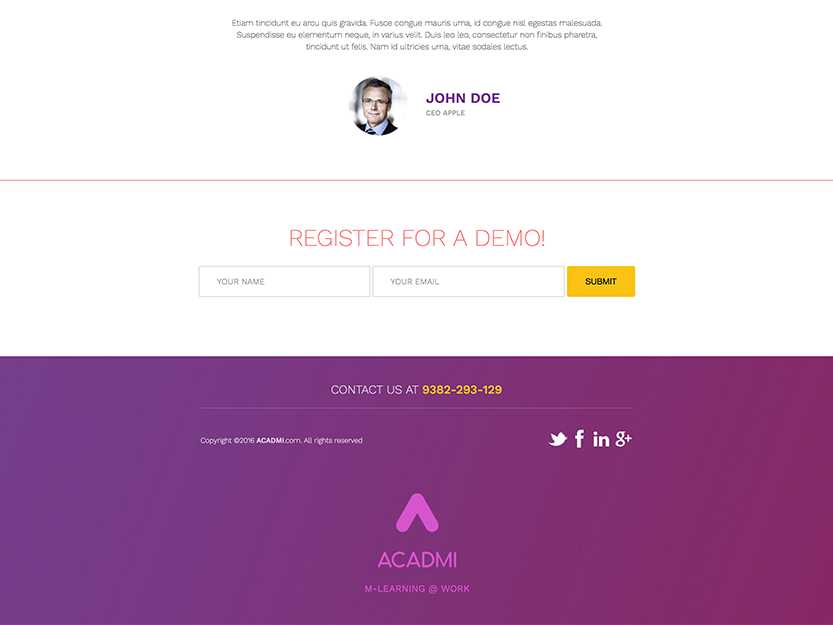 Etiam tincidunt eu arcu quis gravida. Fusce congue mauris urna, id congue nisl egestas malesuada.
Suspendisse eu elementum neque, in varius velit. Duis leo leo, consectetur non finibus pharetra,
tincidunt ut felis. Nam id ultricies urna, vitae sodales lectus.
JOHN DOE
CEO APPLE
REGISTER FOR A DEMO!
YOUR NAME
YOUR EMAIL
SUBMIT
CONTACT US AT 9382-293-129
Copyright ©2016 ACADMI.com. All rights reserved
ACADMI
M-LEARNING @ WORK